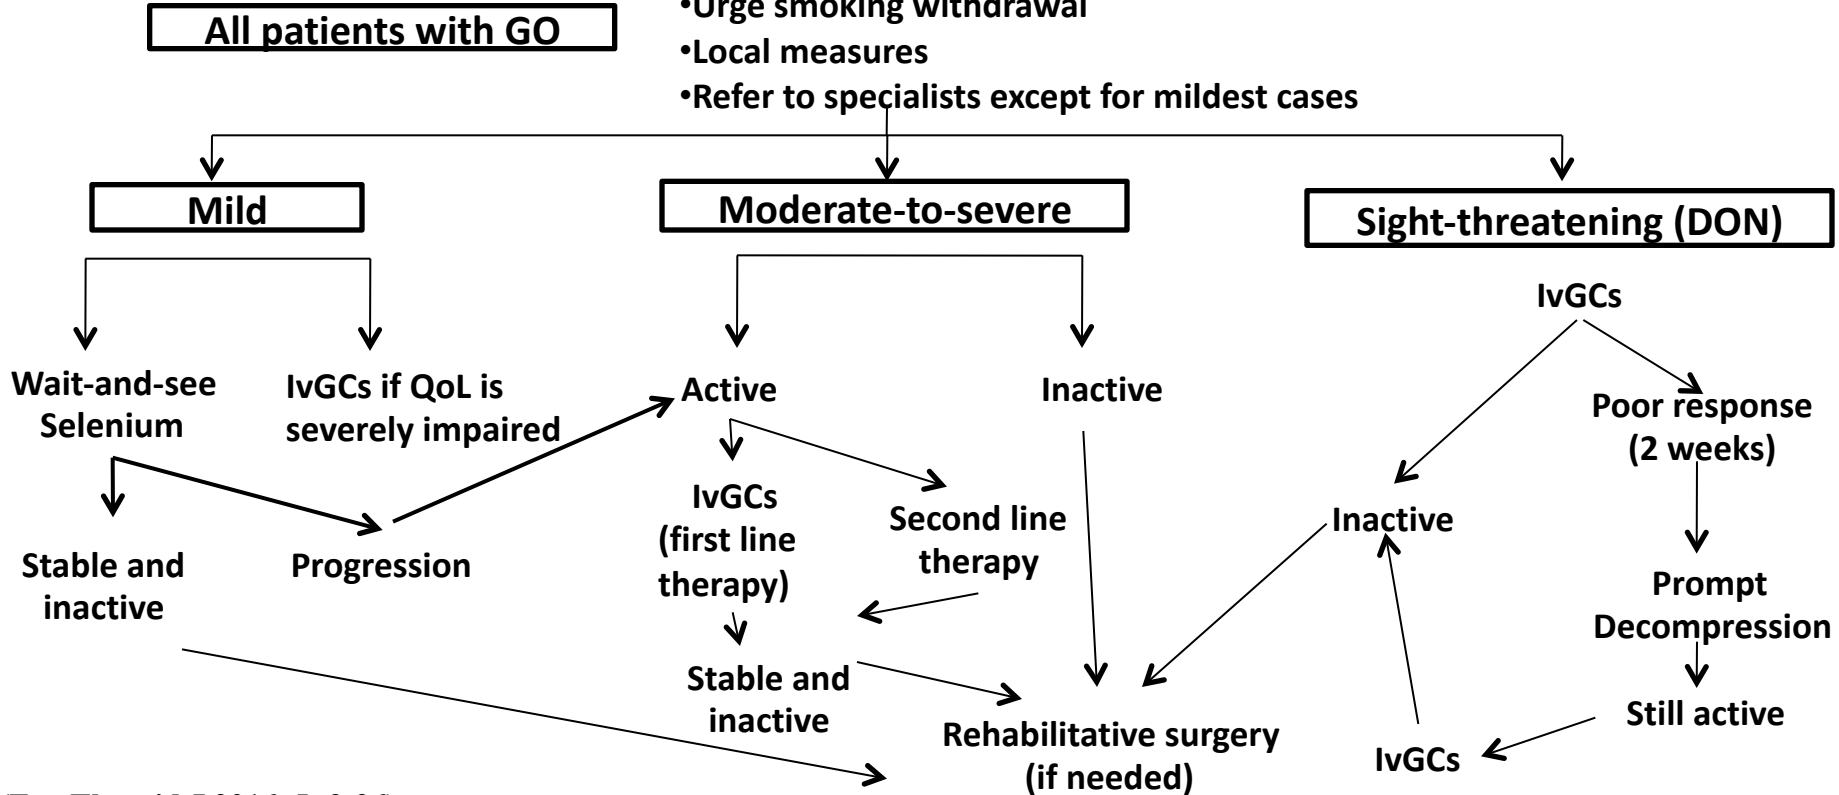 •Urge smoking withdrawal
All patients with GO
•Local measures
•Refer to specialists except for mildest cases
Mild
Moderate-to-severe
Sight-threatening (DON)
Wait-and-see
Selenium
IvGCs if QoL is
severely impaired
Stable and
inactive
Progression
Active
Inactive
IvGCs
(first line
therapy)
Second line
therapy
Stable and
inactive
Rehabilitative surgery
(if needed)
IvGCs
Poor response
(2 weeks)
Inactive
Prompt
Decompression
Still active
IvGCs